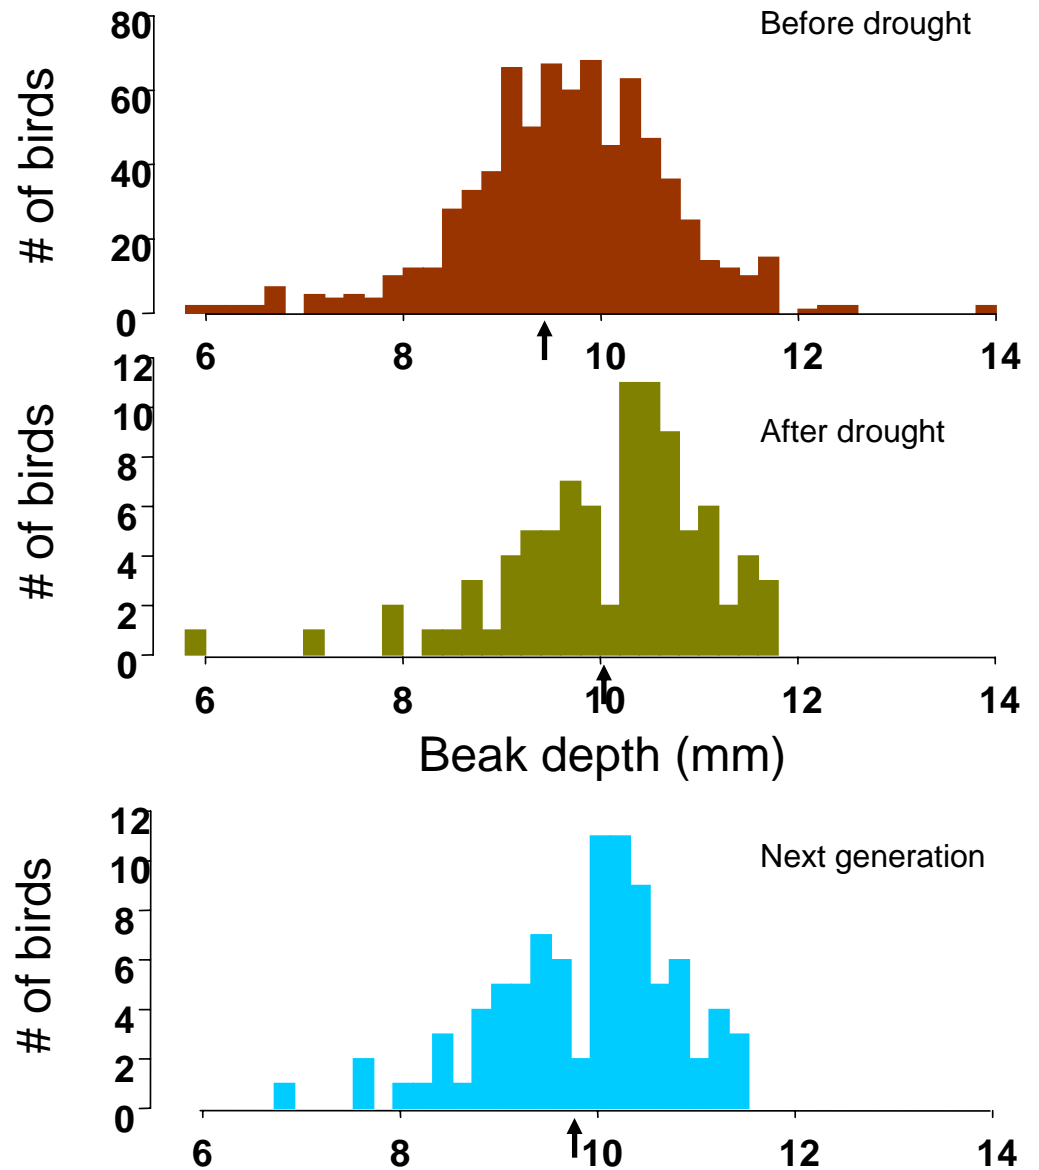 Before drought
# of birds
80
60
40
20
0
6 8 10 12 14
After drought
# of birds
12
10
8
6
4
2
0
6 8 10 12 14
Beak depth (mm)
Next generation
# of birds
12
10
8
6
4
2
0
6 8 10 12 14